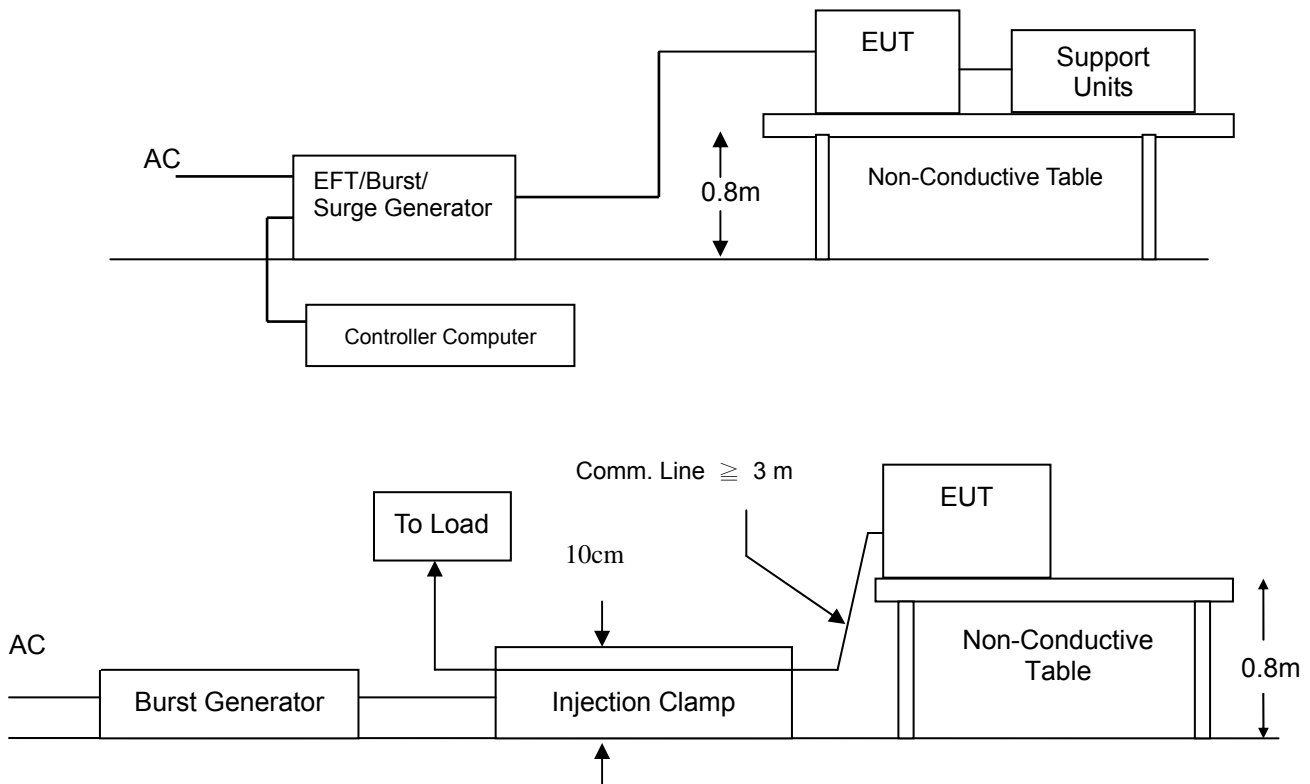 EUT
Support
Units
AC
EFT/Burst/
Surge Generator
0.8m
Non-Conductive Table
Controller Computer
Comm. Line ≧ 3 m
EUT
To Load
10cm
AC
Non-Conductive
Table
0.8m
Burst Generator
Injection Clamp